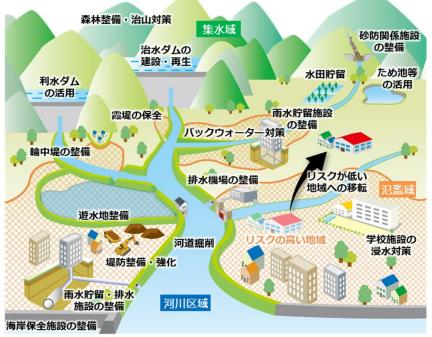 森林整備・治山対策
集水域
砂防関係施設
の整備
治水ダムの
建設・再生
水田貯留
ため池等
の活用
利水ダム
の活用
霞堤の保全
雨水貯留施設
の整備
バックウォーター対策
輪中堤の整備
リスクが低い
地域への移転
排水機場の整備
氾濫域
遊水地整備
河道掘削
リスクの高い地域
学校施設の
浸水対策
堤防整備・強化
雨水貯留・排水
施設の整備
河川区域
海岸保全施設の整備